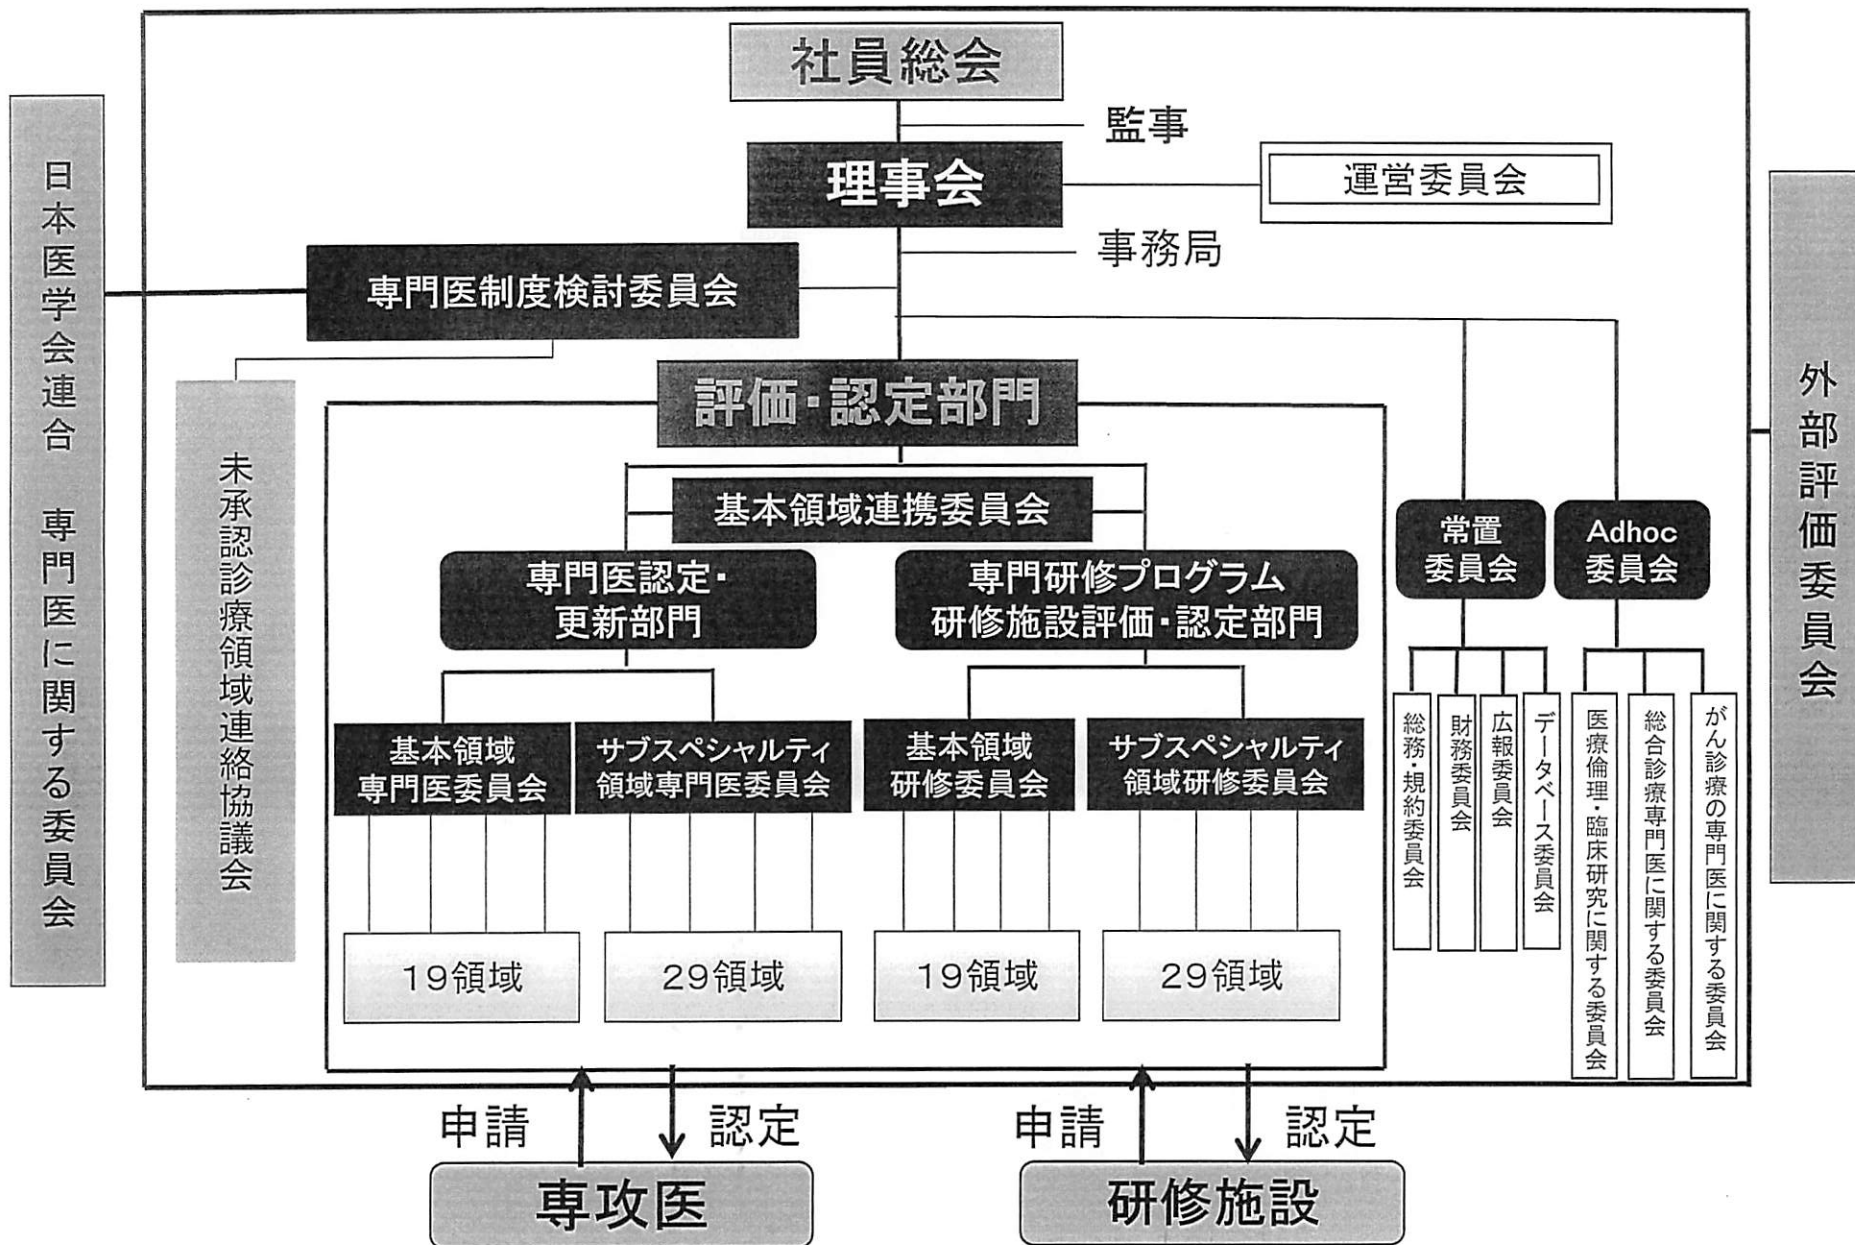 社員総会
監事
理事会
運営委員会
事務局
専門医制度検討委員会
日本医学会連合 専門医に関する委員会
未承認診療領域連絡協議会
外部評価委員会
評価・認定部門
基本領域連携委員会
専門医認定・
更新部門
専門研修プログラム
研修施設評価・認定部門
常置
委員会
Adhoc
委員会
基本領域
専門医委員会
サブスペシャルティ
領域専門医委員会
基本領域
研修委員会
サブスペシャルティ
領域研修委員会
総務・規約委員会
財務委員会
広報委員会
データベース委員会
医療倫理・臨床研究に関する委員会
総合診療専門医に関する委員会
がん診療の専門医に関する委員会
19領域
29領域
19領域
29領域
申請
認定
申請
認定
専攻医
研修施設